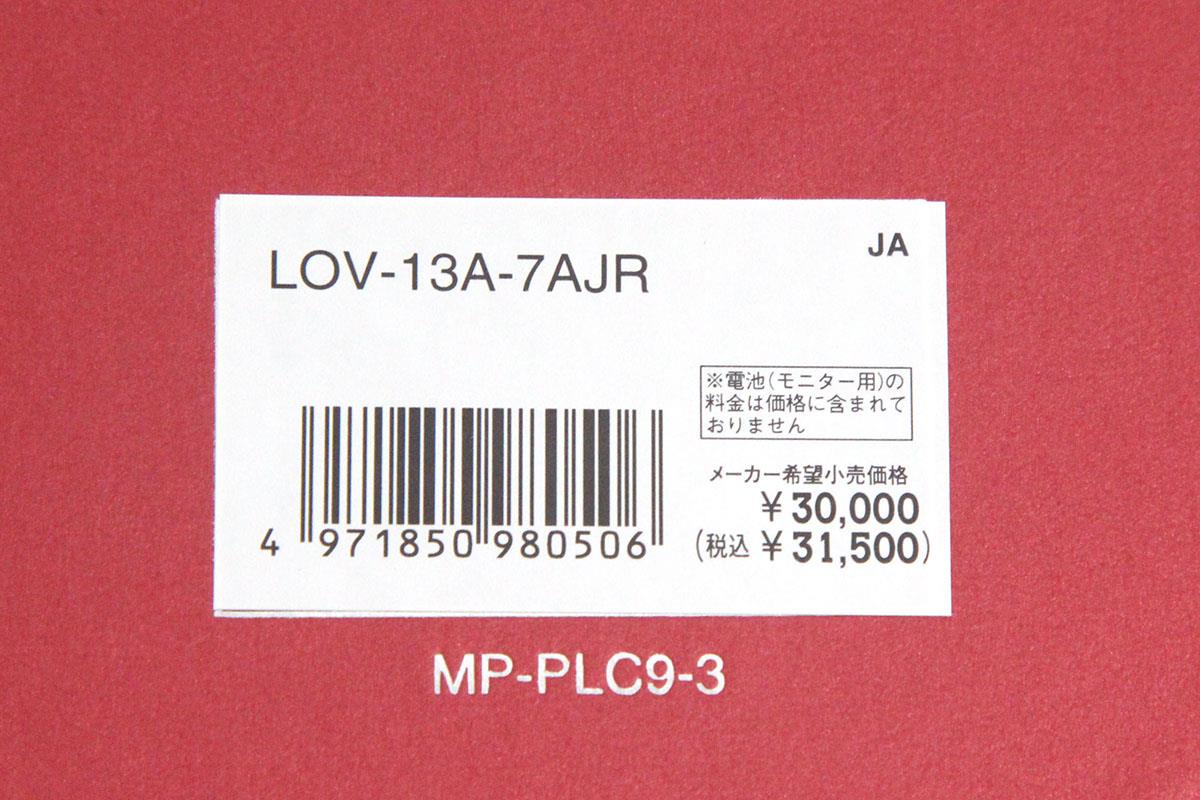 JA
LOV-13A-7AJR
※電池(モニター用)の
料金は価格に含まれて
おりません
メーカー希望小売価格
¥30,000
(税込 ¥31,500)
4 971850 980506
MP-PLC9-3